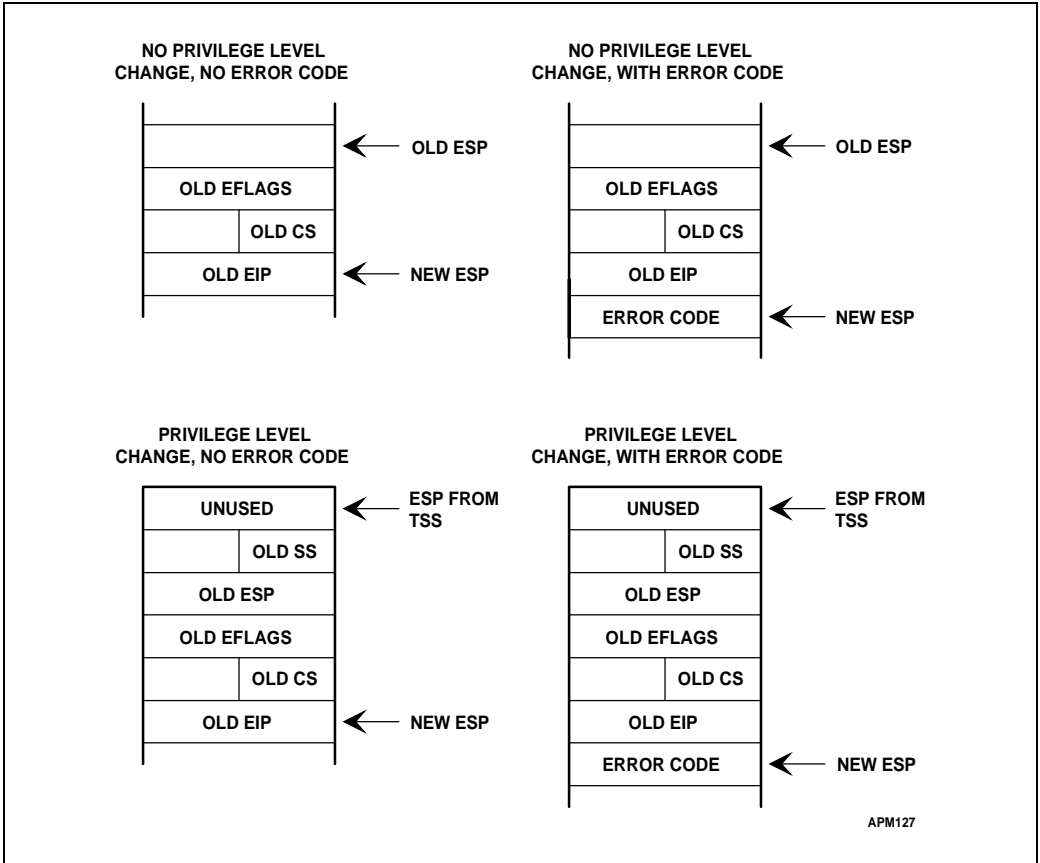 NO PRIVILEGE LEVEL
CHANGE, NO ERROR CODE
OLD ESP
OLD EFLAGS
OLD CS
OLD EIP
NEW ESP
NO PRIVILEGE LEVEL
CHANGE, WITH ERROR CODE
OLD ESP
OLD EFLAGS
OLD CS
OLD EIP
ERROR CODE
NEW ESP
PRIVILEGE LEVEL
CHANGE, NO ERROR CODE
UNUSED
ESP FROM
TSS
OLD SS
OLD ESP
OLD EFLAGS
OLD CS
OLD EIP
NEW ESP
PRIVILEGE LEVEL
CHANGE, WITH ERROR CODE
UNUSED
ESP FROM
TSS
OLD SS
OLD ESP
OLD EFLAGS
OLD CS
OLD EIP
ERROR CODE
NEW ESP
APM127